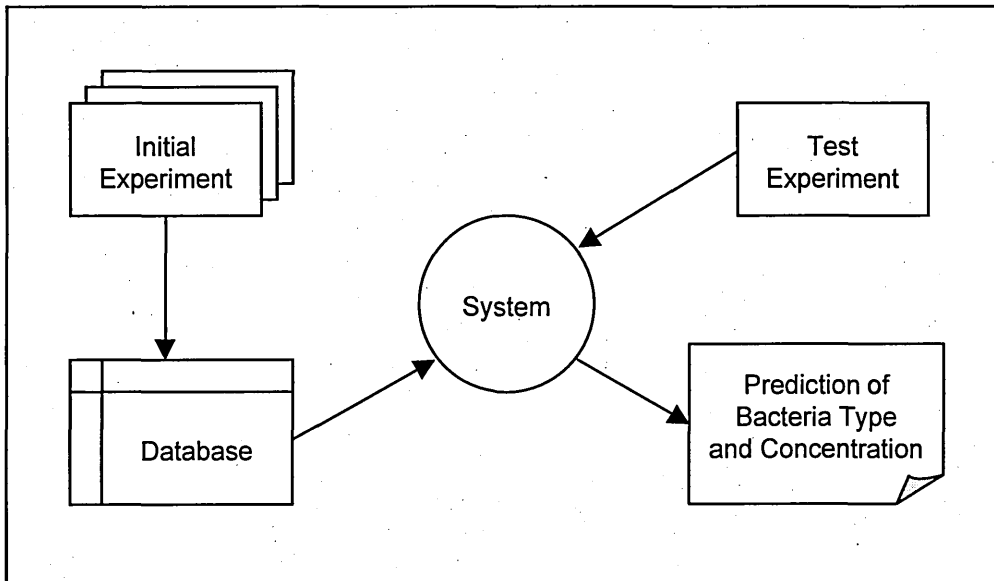 Initial
Experiment
Test
Experiment
System
Database
Prediction of
Bacteria Type
and Concentration